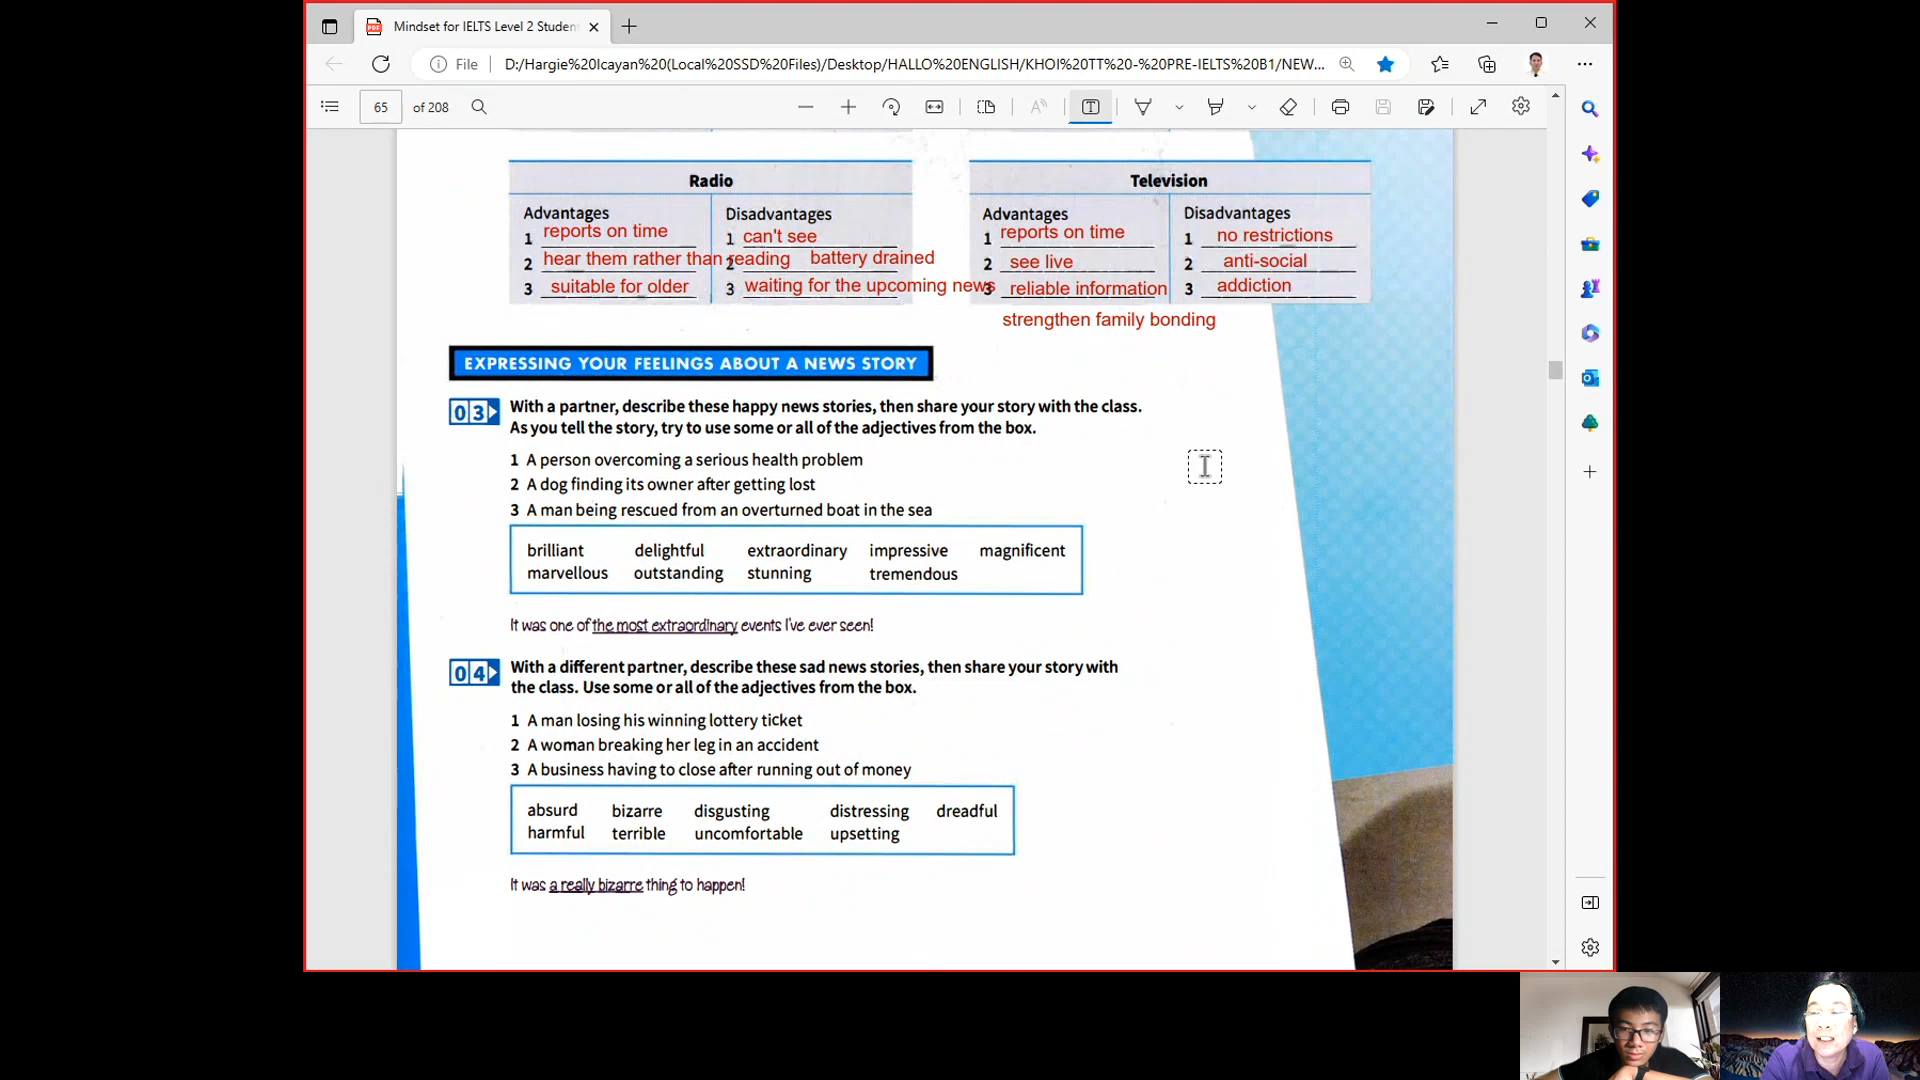 Mindset for IELTS Level 2 Studen
File D:/Hargie%20Icayan%20(Local%20SSD%20Files)/Desktop/HALLO%20ENGLISH/KHOI%20TT%20-%20PRE-IELTS%20B1/NEW...
65 of 208
Radio
Advantages
1 reports on time
2 hear them rather than reading
3 suitable for older
Disadvantages
1 can't see
2 battery drained
3 waiting for the upcoming news
Television
Advantages
1 reports on time
2 see live
3 reliable information
strengthen family bonding
Disadvantages
1 no restrictions
2 anti-social
3 addiction
EXPRESSING YOUR FEELINGS ABOUT A NEWS STORY
03 With a partner, describe these happy news stories, then share your story with the class.
As you tell the story, try to use some or all of the adjectives from the box.
1 A person overcoming a serious health problem
2 A dog finding its owner after getting lost
3 A man being rescued from an overturned boat in the sea
brilliant delightful extraordinary impressive magnificent
marvellous outstanding stunning tremendous
It was one of the most extraordinary events I've ever seen!
04 With a different partner, describe these sad news stories, then share your story with
the class. Use some or all of the adjectives from the box.
1 A man losing his winning lottery ticket
2 A woman breaking her leg in an accident
3 A business having to close after running out of money
absurd bizarre disgusting distressing dreadful
harmful terrible uncomfortable upsetting
It was a really bizarre thing to happen!